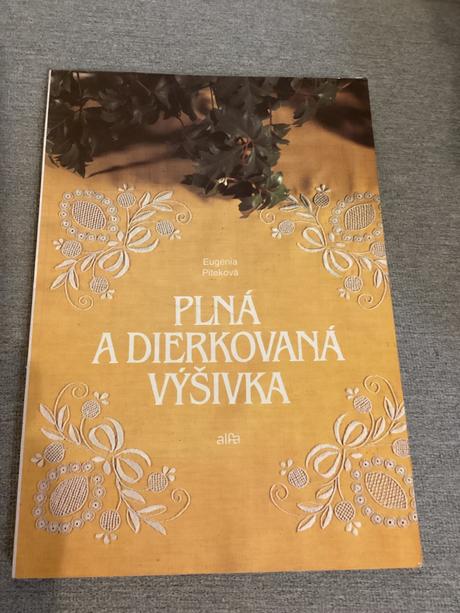 Eugénia
Piteková
PLNÁ
A DIERKOVANÁ
VÝŠIVKA
alfa